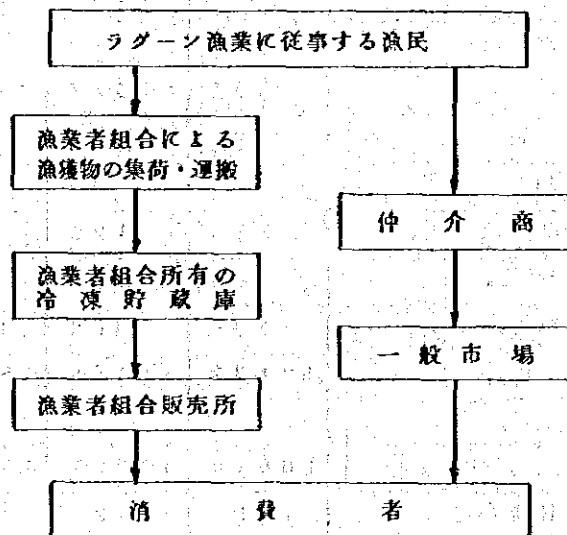 ラグーン漁業に従事する漁民
漁業者組合による
漁獲物の集荷・運搬
仲介商
漁業者組合所有の
冷凍貯蔵庫
一般市場
漁業者組合販売所
消費者